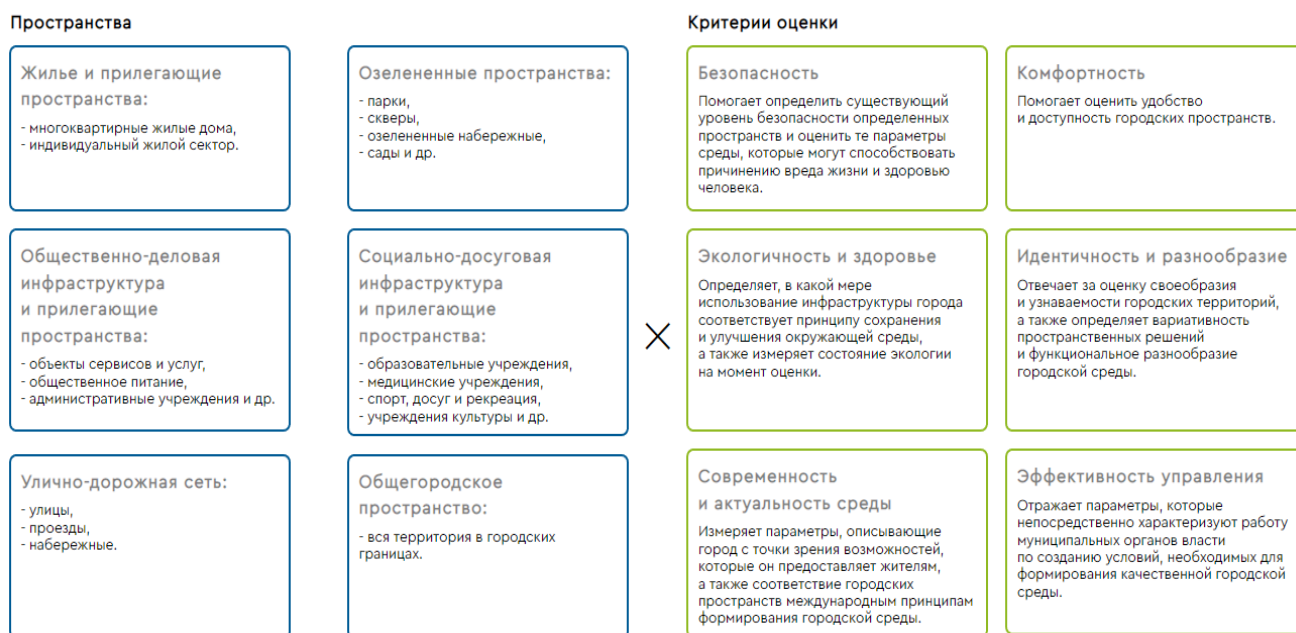 Пространства
Жилье и прилегающие
пространства:
- многоквартирные жилые дома,
- индивидуальный жилой сектор.
Озелененные пространства:
- парки,
- скверы,
- озелененные набережные,
- сады и др.
Общественно-деловая
инфраструктура
и прилегающие
пространства:
- объекты сервисов и услуг,
- общественное питание,
- административные учреждения и др.
Социально-досуговая
инфраструктура
и прилегающие
пространства:
- образовательные учреждения,
- медицинские учреждения,
- спорт, досуг и рекреация,
- учреждения культуры и др.
Улично-дорожная сеть:
- улицы,
- проезды,
- набережные.
Общегородское
пространство:
- вся территория в городских
границах.
Критерии оценки
Безопасность
Помогает определить существующий
уровень безопасности определенных
пространств и оценить те параметры
среды, которые могут способствовать
причинению вреда жизни и здоровью
человека.
Комфортность
Помогает оценить удобство
и доступность городских пространств.
Экологичность и здоровье
Определяет, в какой мере
использование инфраструктуры города
соответствует принципу сохранения
и улучшения окружающей среды,
а также измеряет состояние экологии
на момент оценки.
Идентичность и разнообразие
Отвечает за оценку своеобразия
и узнаваемости городских территорий,
а также определяет вариативность
пространственных решений
и функциональное разнообразие
городской среды.
Современность
и актуальность среды
Измеряет параметры, описывающие
город с точки зрения возможностей,
которые он предоставляет жителям,
а также соответствие городских
пространств международным принципам
формирования городской среды.
Эффективность управления
Отражает параметры, которые
непосредственно характеризуют работу
муниципальных органов власти
по созданию условий, необходимых для
формирования качественной городской
среды.